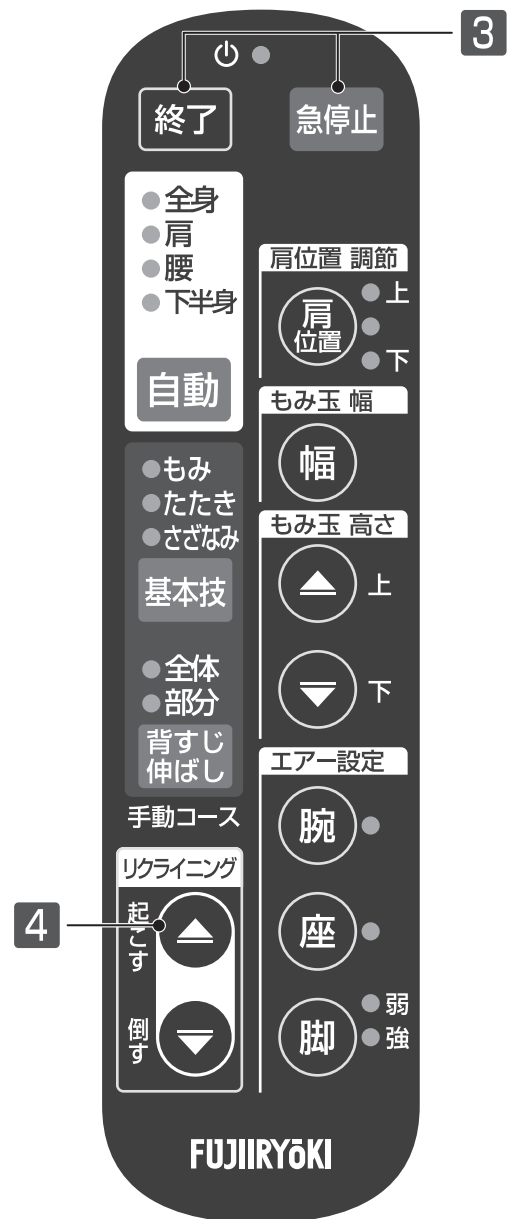 3
終了
急停止
全身
肩
腰
下半身
自動
もみ
たたき
さざなみ
基本技
全体
部分
背すじ
伸ばし
手動コース
リクライニング
4
起こす
倒す
肩位置 調節
肩
位置
上
下
もみ玉 幅
幅
もみ玉 高さ
上
下
エアー設定
腕
座
脚
弱
強
FUJIIRYōKI